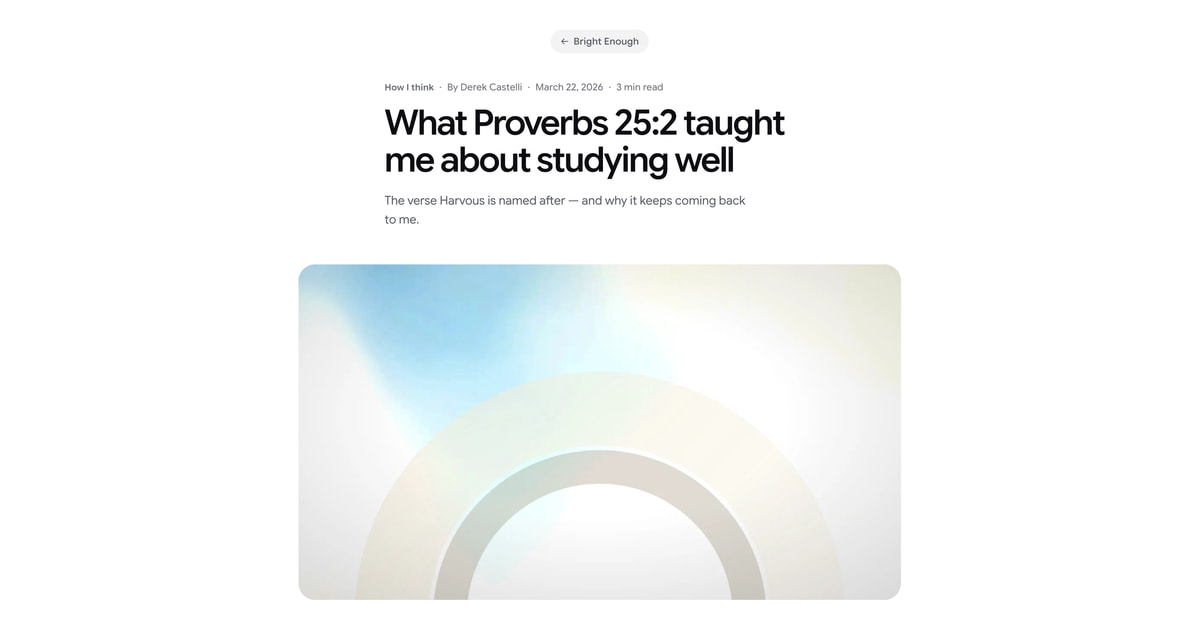 ← Bright Enough
How I think · By Derek Castelli · March 22, 2026 · 3 min read
What Proverbs 25:2 taught
me about studying well
The verse Harvous is named after — and why it keeps coming back
to me.